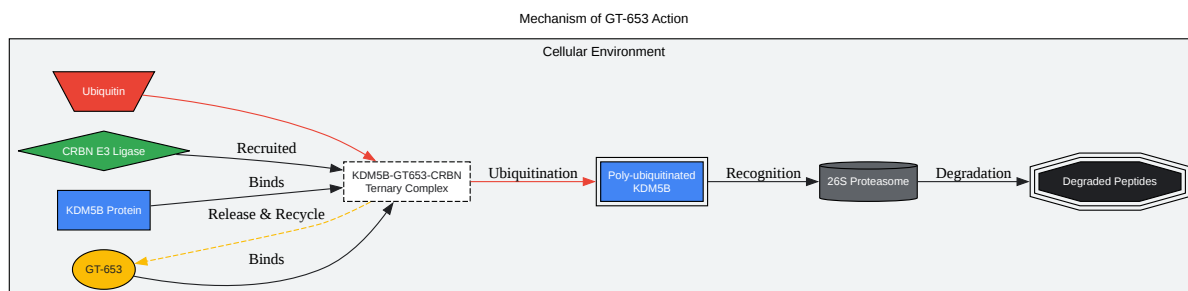 Mechanism of GT-653 Action
Cellular Environment
Ubiquitin
CRBN E3 Ligase
Recruited
KDM5B Protein
Binds
Release & Recycle
GT-653
Binds
KDM5B-GT653-CRBN
Ternary Complex
Ubiquitination
Poly-ubiquitinated
KDM5B
Recognition
26S Proteasome
Degradation
Degraded Peptides